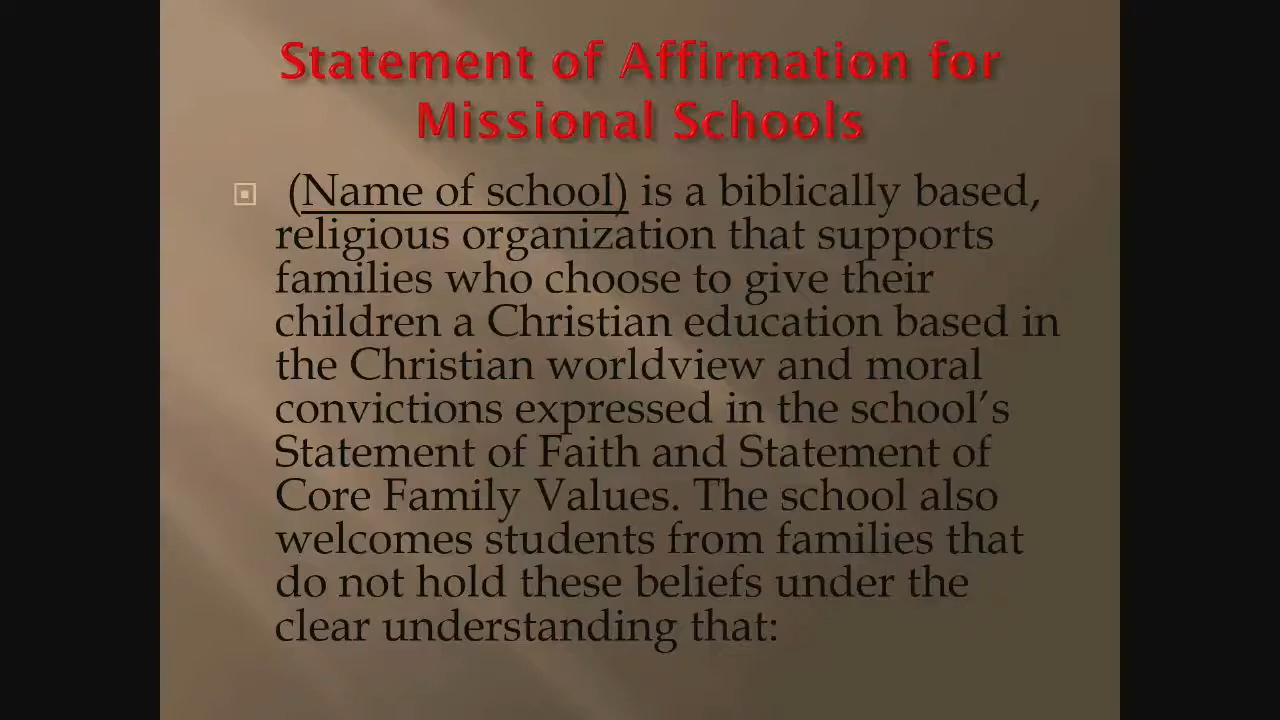 Statement of Affirmation for
Missional Schools
(Name of school) is a biblically based,
religious organization that supports
families who choose to give their
children a Christian education based in
the Christian worldview and moral
convictions expressed in the school’s
Statement of Faith and Statement of
Core Family Values. The school also
welcomes students from families that
do not hold these beliefs under the
clear understanding that: